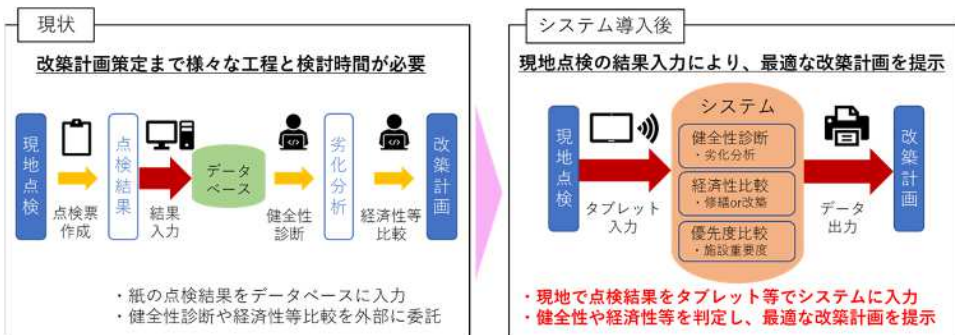 現状
改築計画策定まで様々な工程と検討時間が必要
現地点検
点検票
作成
点検結果
結果
入力
データ
ベース
健全性
診断
劣化分析
経済性等
比較
改築計画
・紙の点検結果をデータベースに入力
・健全性診断や経済性等比較を外部に委託
システム導入後
現地点検の結果入力により、最適な改築計画を提示
現地点検
タブレット
入力
システム
健全性診断
・劣化分析
経済性比較
・修繕or改築
優先度比較
・施設重要度
データ
出力
改築計画
・現地で点検結果をタブレット等でシステムに入力
・健全性や経済性等を判定し、最適な改築計画を提示